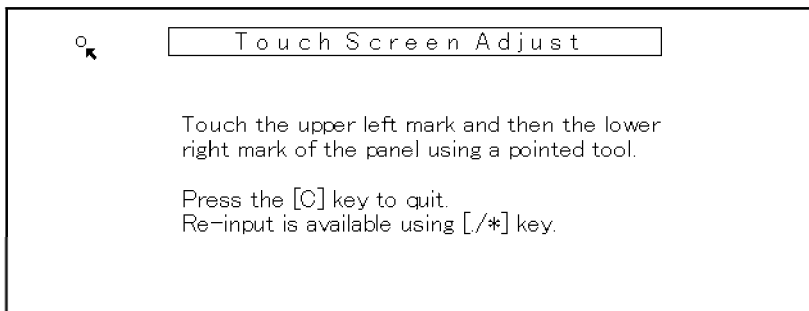 Touch Screen Adjust
Touch the upper left mark and then the lower
right mark of the panel using a pointed tool.
Press the [C] key to quit.
Re-input is available using [./*] key.